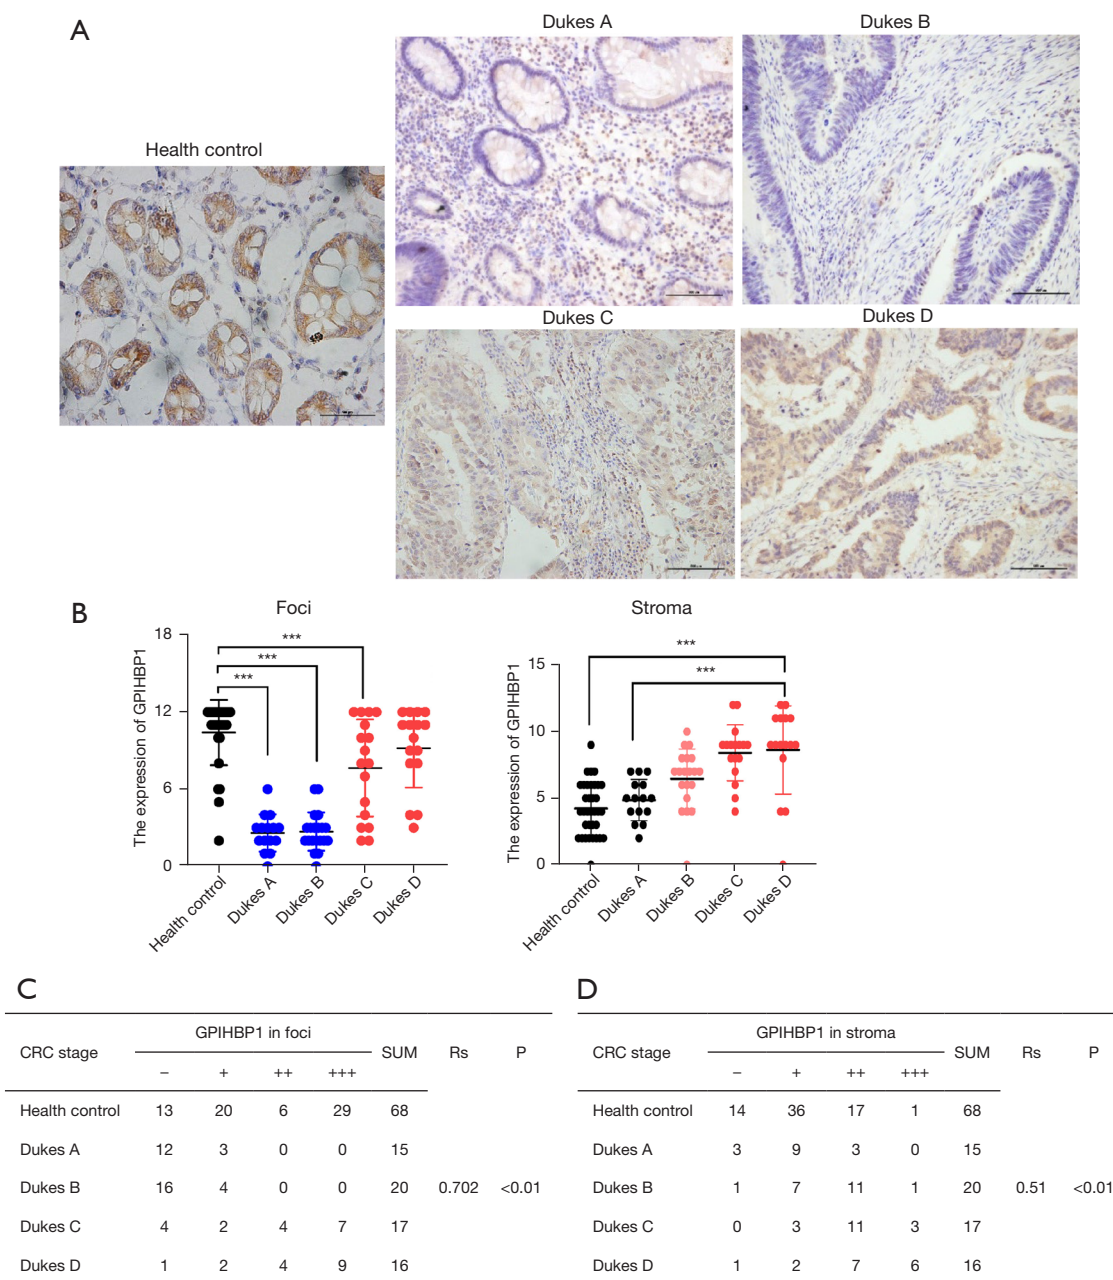 A
Dukes A
Dukes B
Health control
Dukes C
Dukes D
B
Foci
The expression of GPIHBP1
18
12
6
0
***
***
***
Health control
Dukes A
Dukes B
Dukes C
Dukes D
Stroma
The expression of GPIHBP1
15
10
5
0
***
***
Health control
Dukes A
Dukes B
Dukes C
Dukes D
C
CRC stage GPIHBP1 in foci SUM Rs P
– + ++ +++
Health control 13 20 6 29 68
Dukes A 12 3 0 0 15
Dukes B 16 4 0 0 20 0.702 <0.01
Dukes C 4 2 4 7 17
Dukes D 1 2 4 9 16
D
CRC stage GPIHBP1 in stroma SUM Rs P
– + ++ +++
Health control 14 36 17 1 68
Dukes A 3 9 3 0 15
Dukes B 1 7 11 1 20 0.51 <0.01
Dukes C 0 3 11 3 17
Dukes D 1 2 7 6 16